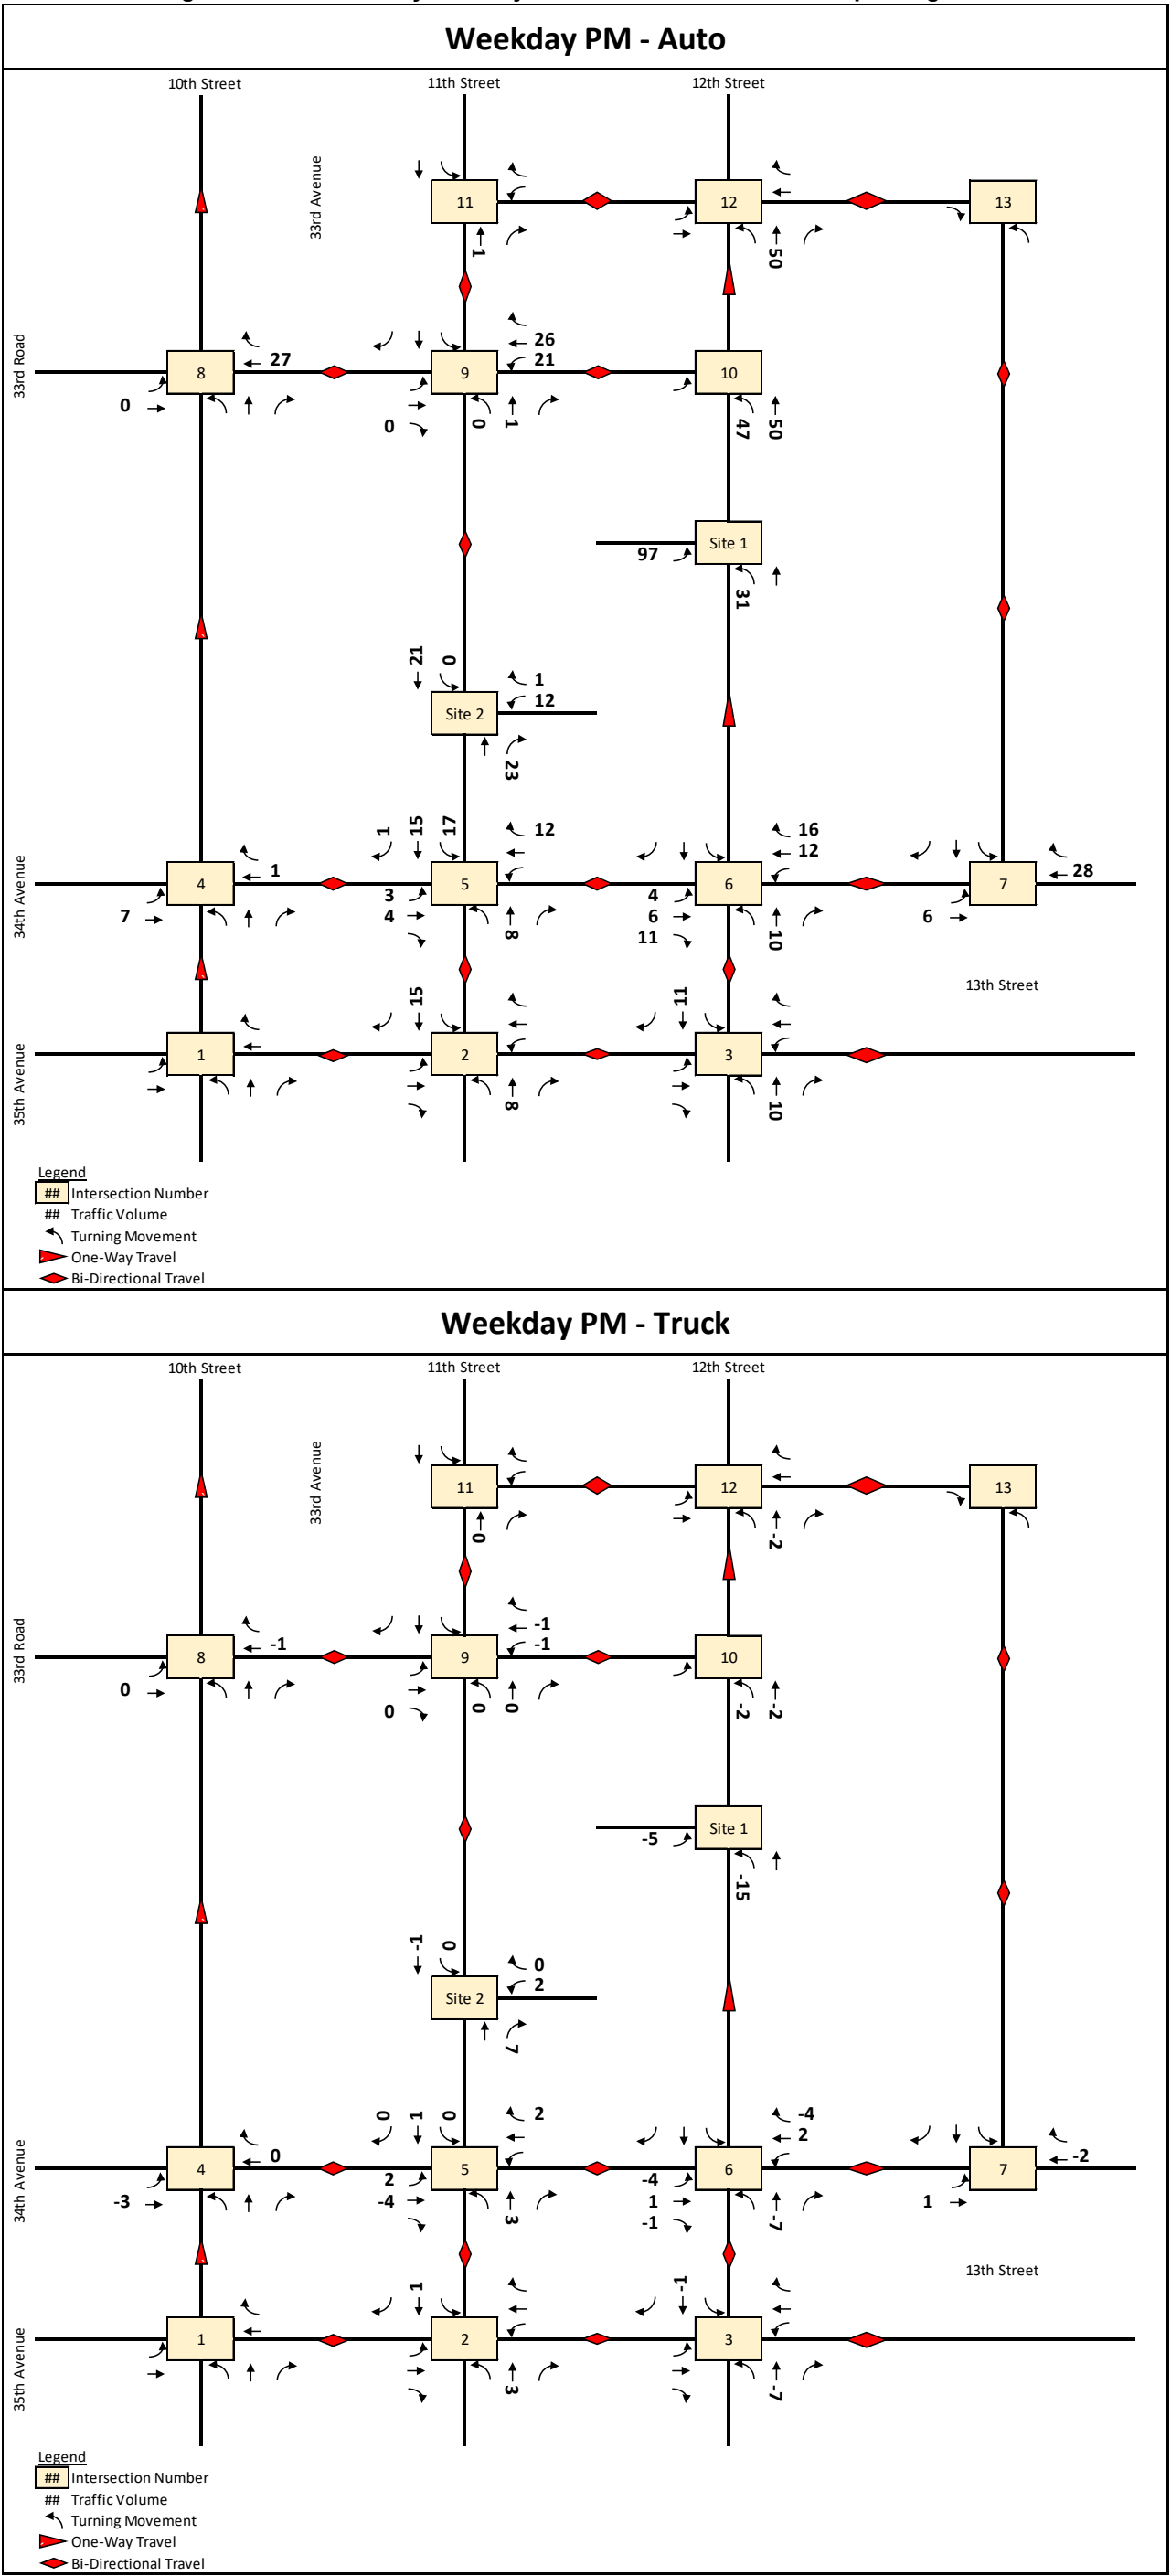 Weekday PM - Auto
10th Street 11th Street 12th Street
33rd Avenue
11 12 13
1 50
33rd Road
26
27 21
8 9 10
0 0 0 1 47 50
Site 1
97
31
21 0
Site 2 1
12
23
1 15 17 12 16
12
34th Avenue
4 1 5 6 7 28
7 3 4 6
4 6
11
8 10
13th Street
15 11
35th Avenue
1 2 3
8 10
Legend
## Intersection Number
## Traffic Volume
Turning Movement
One-Way Travel
Bi-Directional Travel
Weekday PM - Truck
10th Street 11th Street 12th Street
33rd Avenue
11 12 13
0 -2
33rd Road
-1
-1 -1
8 9 10
0 0 0 0 -2 -2
Site 1
-5
-15
-1 0
Site 2 0
2
7
0 1 0 2 -4
2
34th Avenue
4 0 5 6 7 -2
-3 2 -4 1
-4 1
-1
3 -7
13th Street
1 -1
35th Avenue
1 2 3
3 -7
Legend
## Intersection Number
## Traffic Volume
Turning Movement
One-Way Travel
Bi-Directional Travel